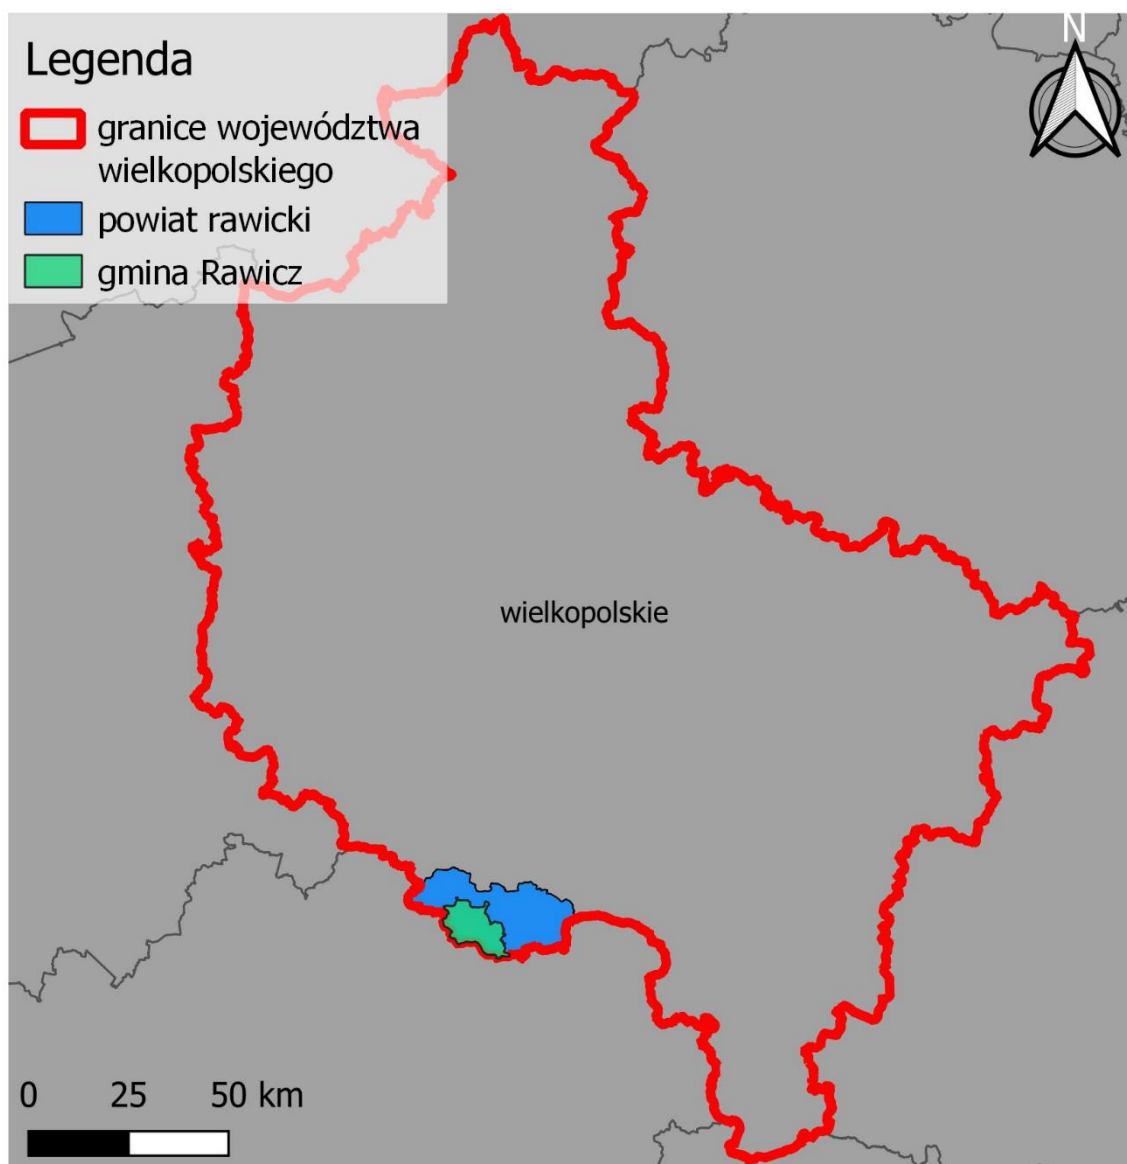 Legenda
granice województwa
wielkopolskiego
powiat rawicki
gmina Rawicz
N
wielkopolskie
0 25 50 km